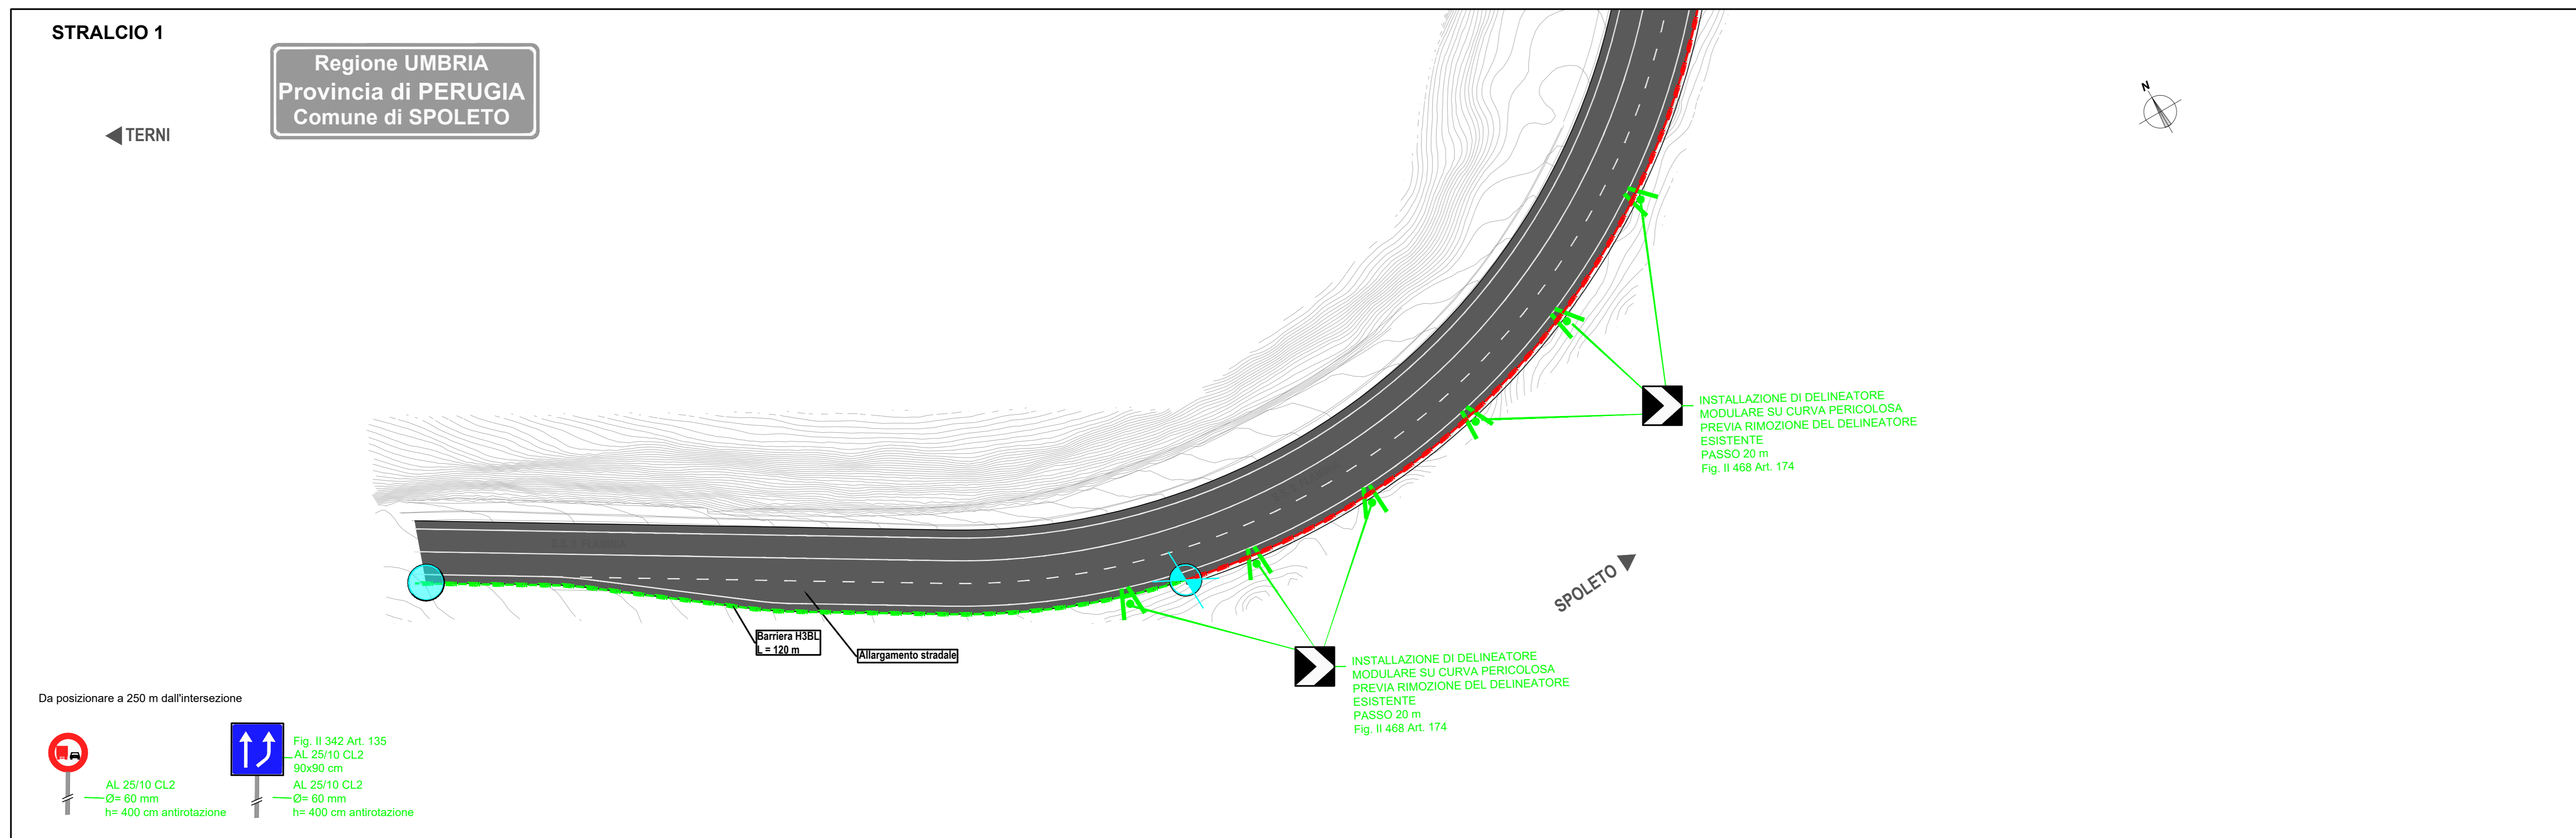 STRALCIO 1
Regione UMBRIA
Provincia di PERUGIA
Comune di SPOLETO
TERNI
N
INSTALLAZIONE DI DELINEATORE
MODULARE SU CURVA PERICOLOSA
PREVIA RIMOZIONE DEL DELINEATORE
ESISTENTE
PASSO 20 m
Fig. II 468 Art. 174
SPOLETO
Barriera H3BL
L = 120 m
Allargamento stradale
INSTALLAZIONE DI DELINEATORE
MODULARE SU CURVA PERICOLOSA
PREVIA RIMOZIONE DEL DELINEATORE
ESISTENTE
PASSO 20 m
Fig. II 468 Art. 174
Da posizionare a 250 m dall'intersezione
Fig. II 342 Art. 135
AL 25/10 CL2
90x90 cm
AL 25/10 CL2
Ø= 60 mm
h= 400 cm antirotazione
AL 25/10 CL2
Ø= 60 mm
h= 400 cm antirotazione